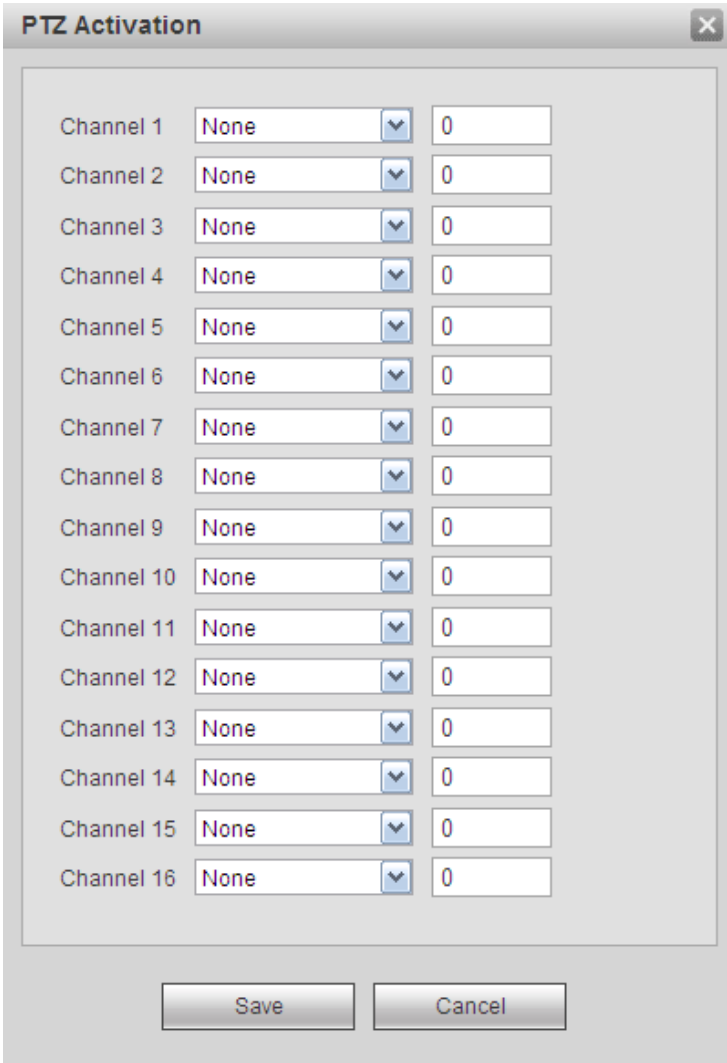 PTZ Activation
Channel 1 None 0
Channel 2 None 0
Channel 3 None 0
Channel 4 None 0
Channel 5 None 0
Channel 6 None 0
Channel 7 None 0
Channel 8 None 0
Channel 9 None 0
Channel 10 None 0
Channel 11 None 0
Channel 12 None 0
Channel 13 None 0
Channel 14 None 0
Channel 15 None 0
Channel 16 None 0
Save Cancel